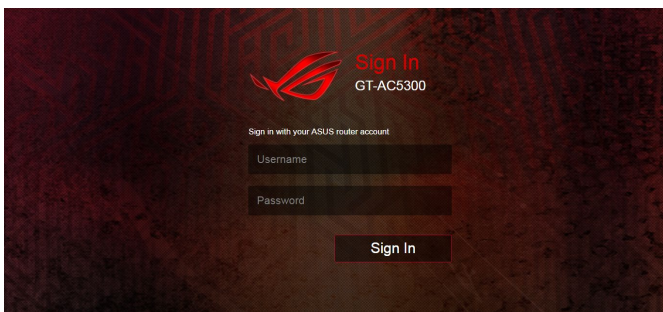 Sign In
GT-AC5300
Sign in with your ASUS router account
Username
Password
Sign In